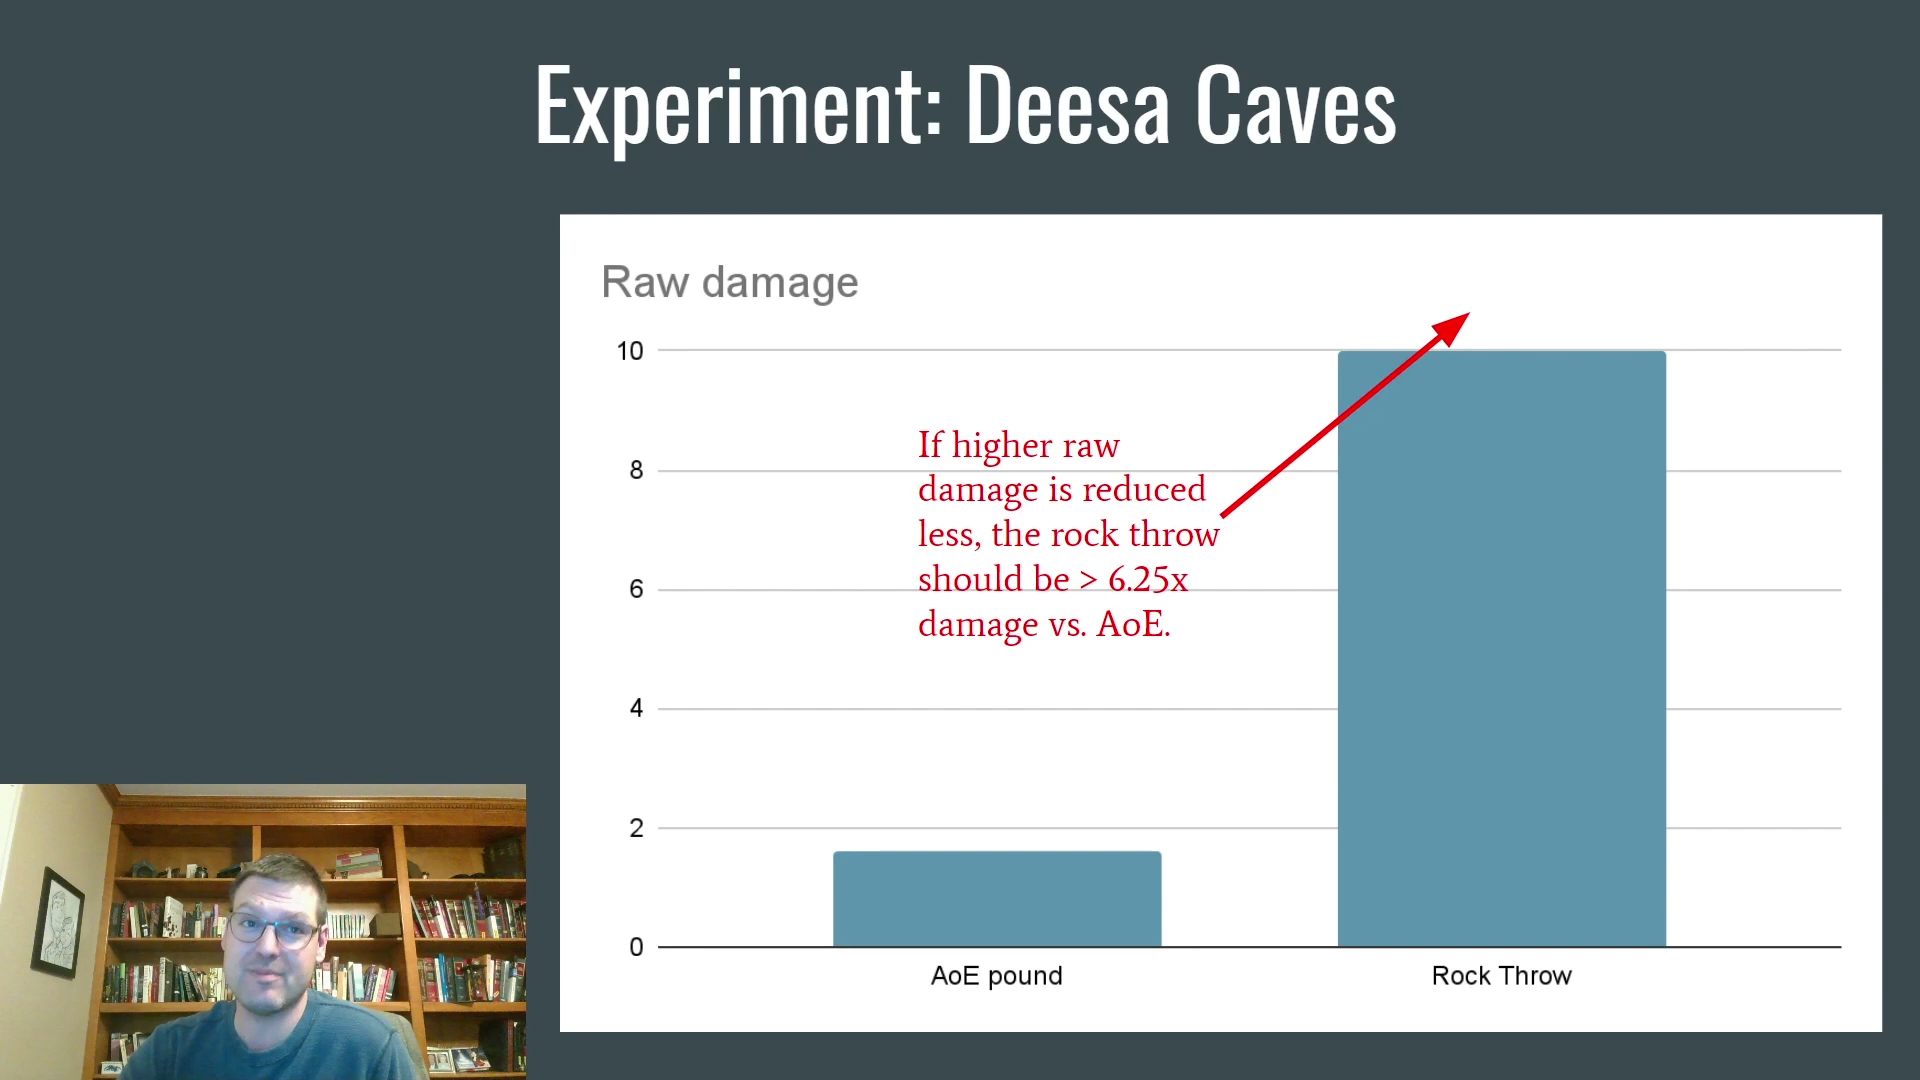 Experiment: Deesa Caves
Raw damage
10
8
6
4
2
0
If higher raw
damage is reduced
less, the rock throw
should be > 6.25x
damage vs. AoE.
AoE pound
Rock Throw